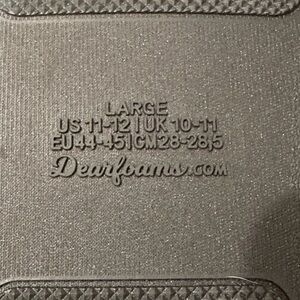 LARGE
US 11-12 | UK 10-11
EU 44-45 | CM 28-28,5
Dearfoams.COM